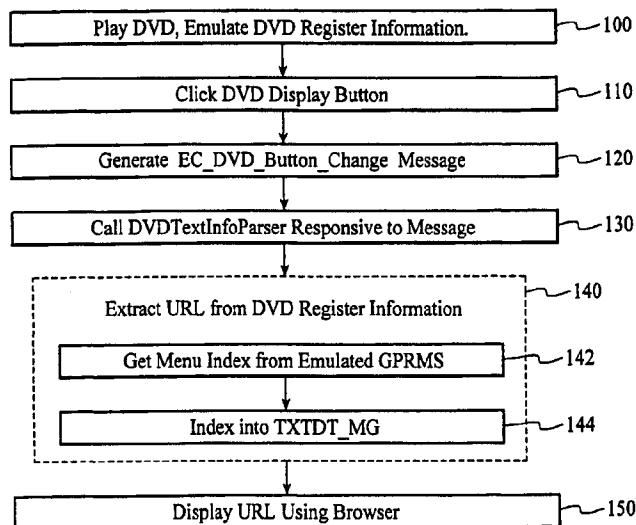 Play DVD, Emulate DVD Register Information.
100
Click DVD Display Button
110
Generate EC_DVD_Button_Change Message
120
Call DVDTextInfoParser Responsive to Message
130
140
Extract URL from DVD Register Information
Get Menu Index from Emulated GPRMS
142
Index into TXTDT_MG
144
Display URL Using Browser
150